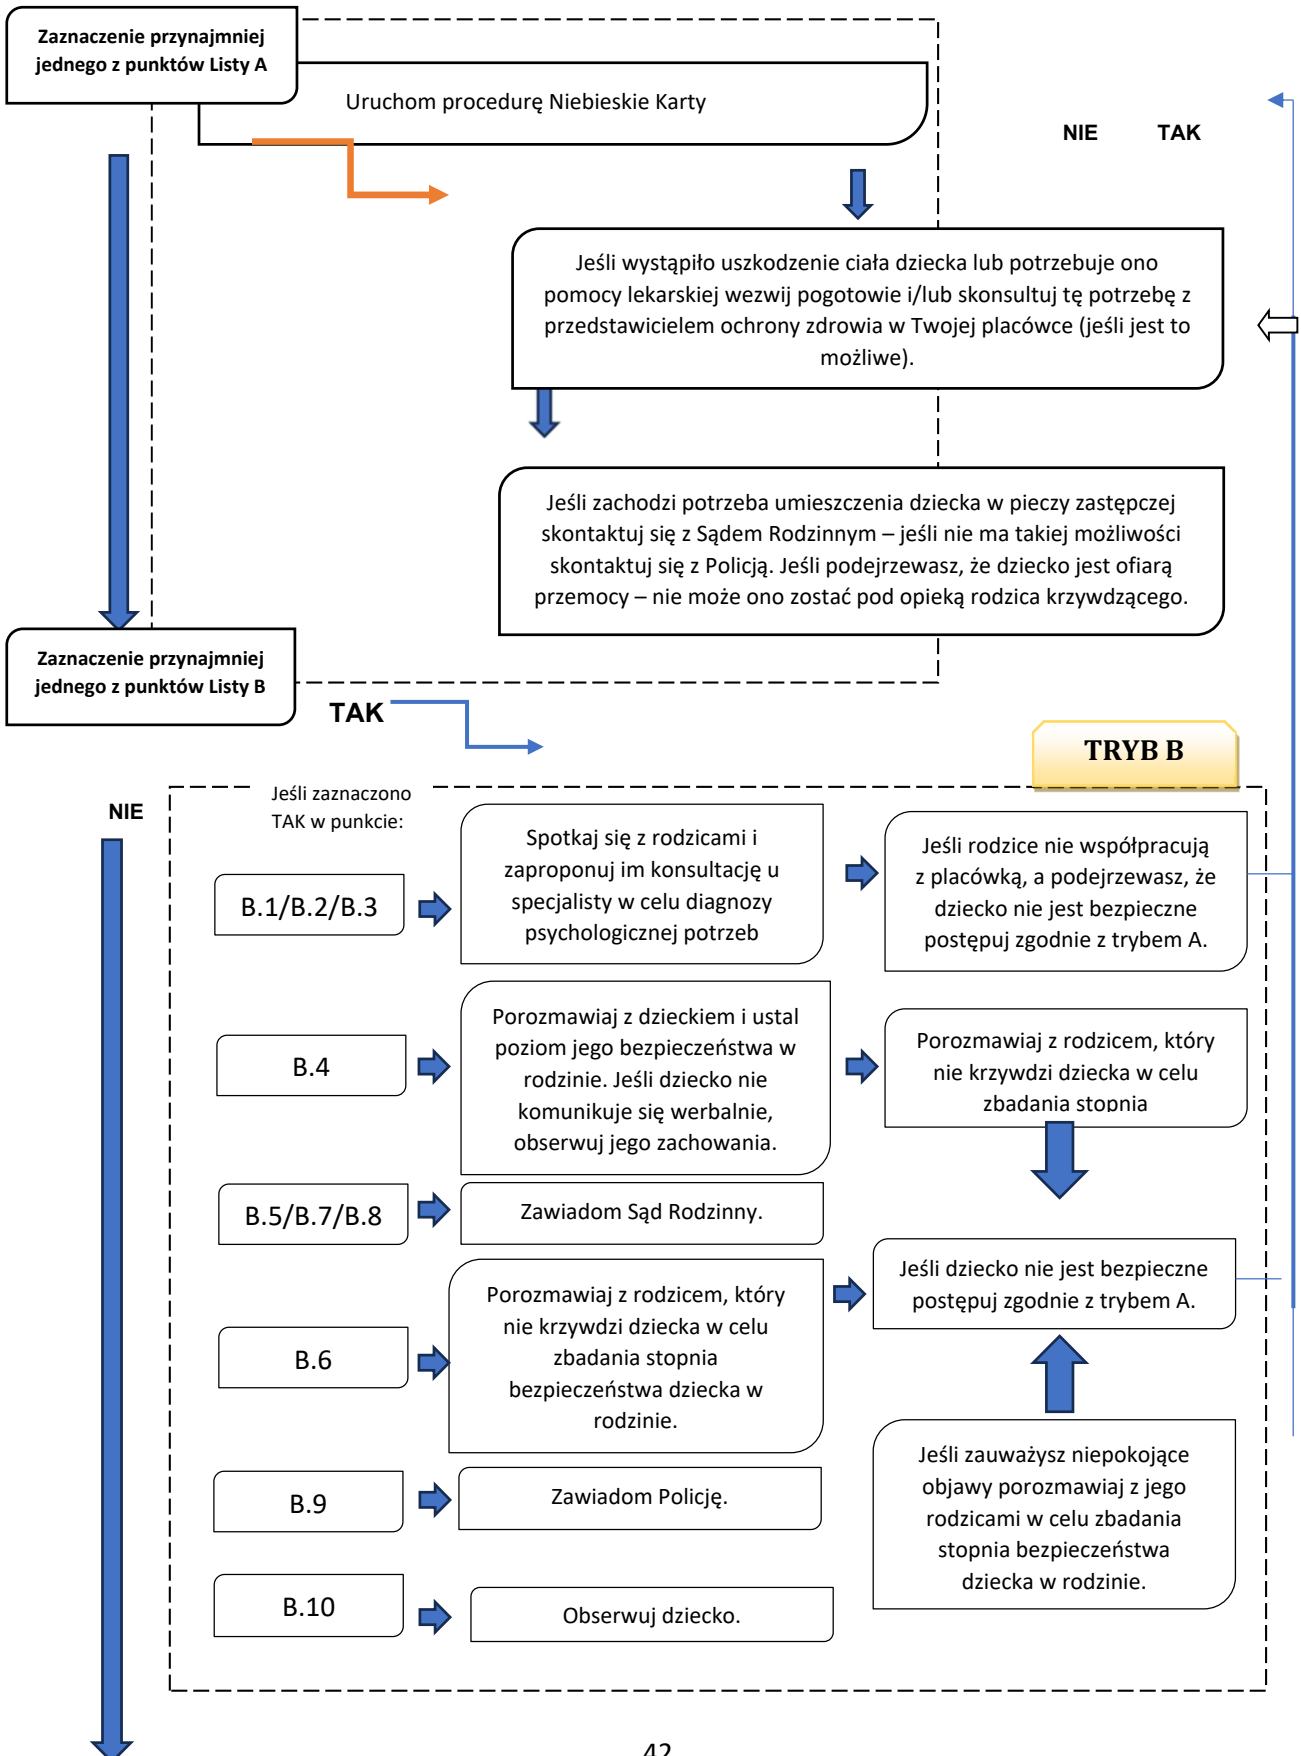 Zaznaczenie przynajmniej
jednego z punktów Listy A
Uruchom procedurę Niebieskie Karty
NIE TAK
Jeśli wystąpiło uszkodzenie ciała dziecka lub potrzebuje ono
pomocy lekarskiej wezwij pogotowie i/lub skonsultuj tę potrzebę z
przedstawicielem ochrony zdrowia w Twojej placówce (jeśli jest to
możliwe).
Jeśli zachodzi potrzeba umieszczenia dziecka w pieczy zastępczej
skontaktuj się z Sądem Rodzinnym – jeśli nie ma takiej możliwości
skontaktuj się z Policją. Jeśli podejrzewasz, że dziecko jest ofiarą
przemocy – nie może ono zostać pod opieką rodzica krzywdzącego.
Zaznaczenie przynajmniej
jednego z punktów Listy B
TAK
TRYB B
NIE
Jeśli zaznaczono
TAK w punkcie:
B.1/B.2/B.3
Spotkaj się z rodzicami i
zaproponuj im konsultację u
specjalisty w celu diagnozy
psychologicznej potrzeb
Jeśli rodzice nie współpracują
z placówką, a podejrzewasz, że
dziecko nie jest bezpieczne
postępuj zgodnie z trybem A.
B.4
Porozmawiaj z dzieckiem i ustal
poziom jego bezpieczeństwa w
rodzinie. Jeśli dziecko nie
komunikuje się werbalnie,
obserwuj jego zachowania.
Porozmawiaj z rodzicem, który
nie krzywdzi dziecka w celu
zbadania stopnia
B.5/B.7/B.8
Zawiadom Sąd Rodzinny.
Jeśli dziecko nie jest bezpieczne
postępuj zgodnie z trybem A.
B.6
Porozmawiaj z rodzicem, który
nie krzywdzi dziecka w celu
zbadania stopnia
bezpieczeństwa dziecka w
rodzinie.
Jeśli zauważysz niepokojące
objawy porozmawiaj z jego
rodzicami w celu zbadania
stopnia bezpieczeństwa
dziecka w rodzinie.
B.9
Zawiadom Policję.
B.10
Obserwuj dziecko.
42